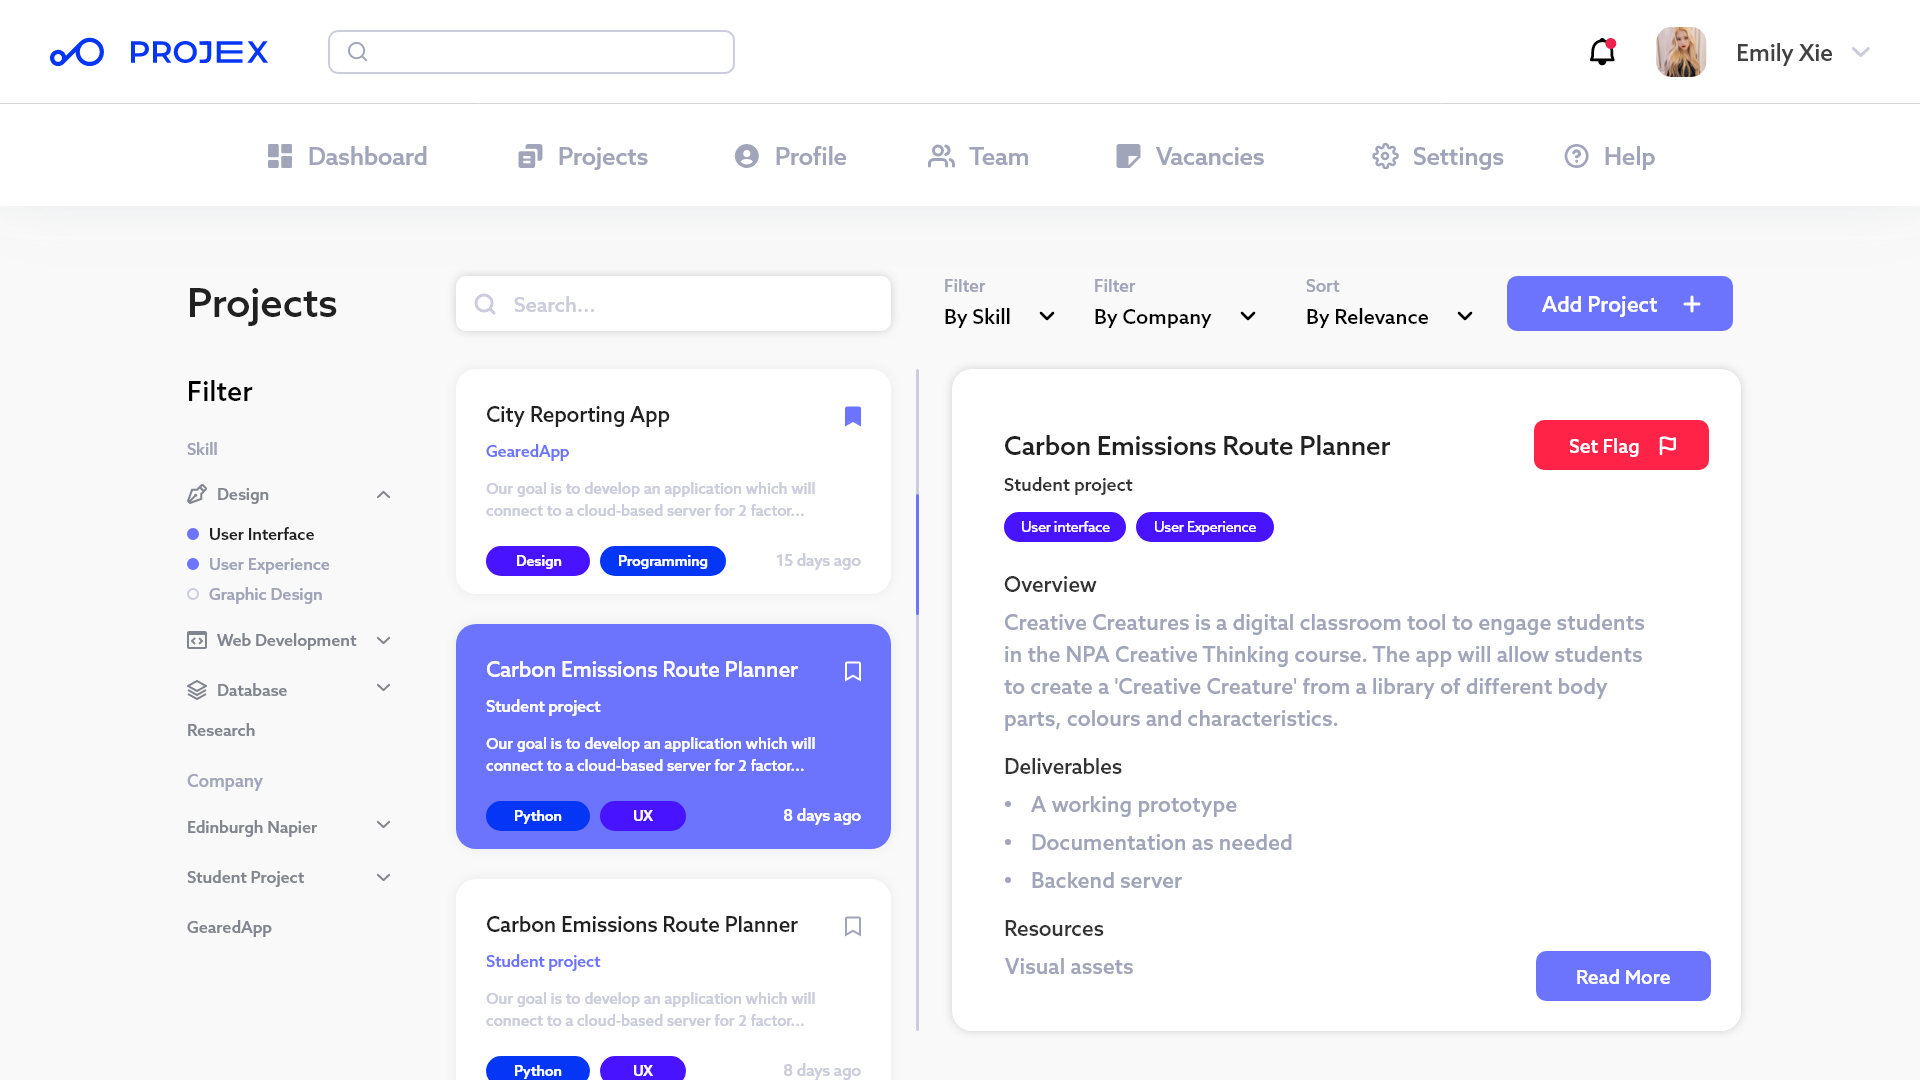 PROJEX
Emily Xie
Dashboard
Projects
Profile
Team
Vacancies
Settings
Help
Projects
Search...
Filter
By Skill
Filter
By Company
Sort
By Relevance
Add Project
Filter
Skill
Design
User Interface
User Experience
Graphic Design
Web Development
Database
Research
Company
Edinburgh Napier
Student Project
GearedApp
City Reporting App
GearedApp
Our goal is to develop an application which will
connect to a cloud-based server for 2 factor...
Design
Programming
15 days ago
Carbon Emissions Route Planner
Student project
Our goal is to develop an application which will
connect to a cloud-based server for 2 factor...
Python
UX
8 days ago
Carbon Emissions Route Planner
Student project
Our goal is to develop an application which will
connect to a cloud-based server for 2 factor...
Python
UX
8 days ago
Carbon Emissions Route Planner
Set Flag
Student project
User interface
User Experience
Overview
Creative Creatures is a digital classroom tool to engage students
in the NPA Creative Thinking course. The app will allow students
to create a 'Creative Creature' from a library of different body
parts, colours and characteristics.
Deliverables
• A working prototype
• Documentation as needed
• Backend server
Resources
Visual assets
Read More